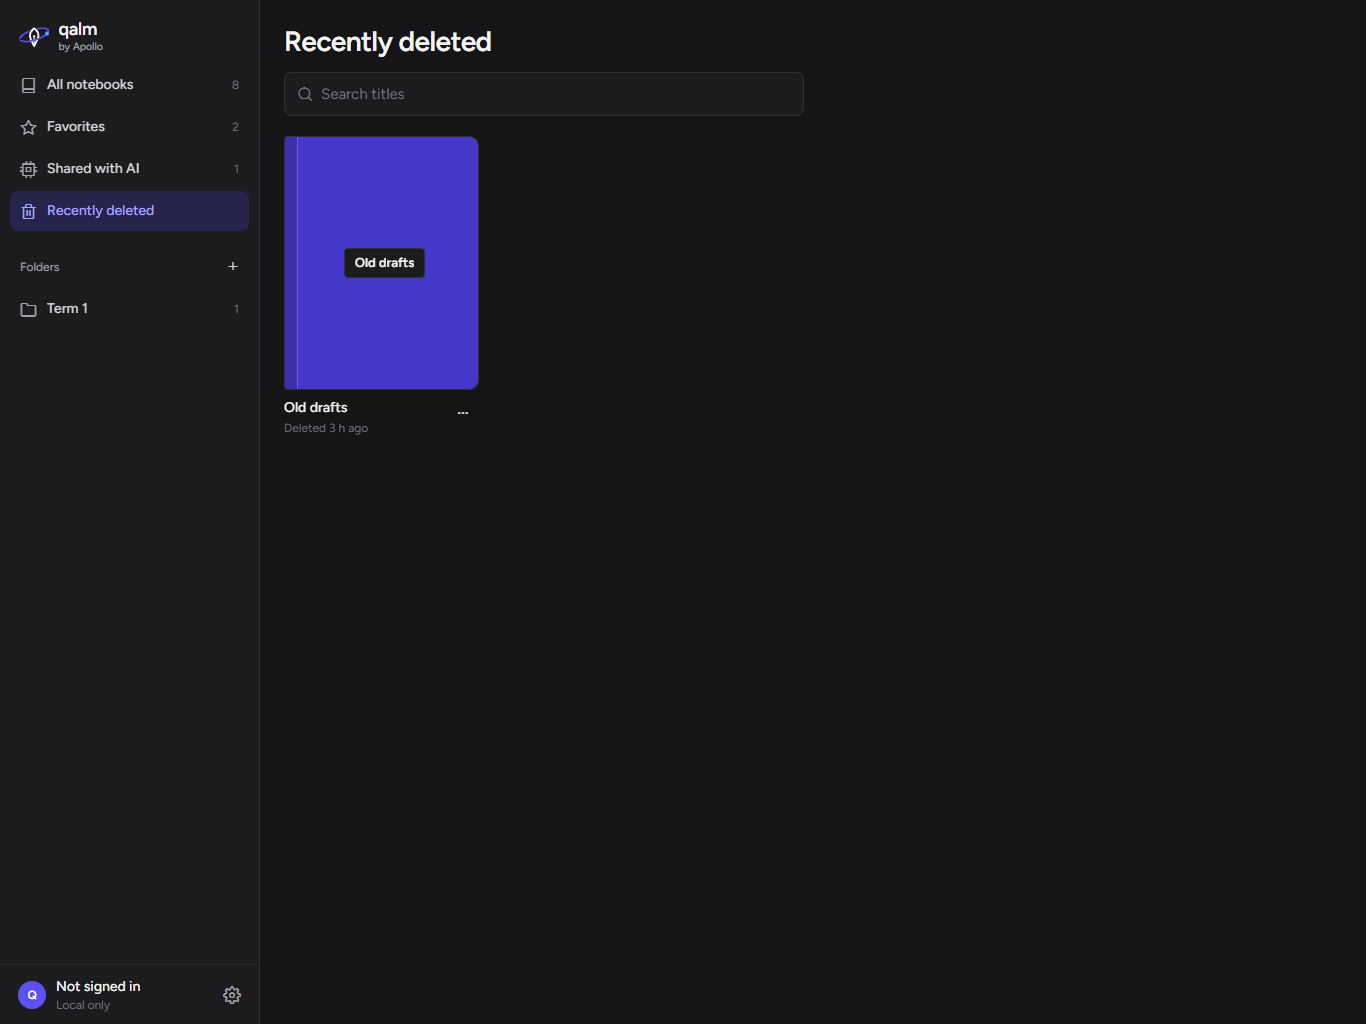 qalm
by Apollo
All notebooks 8
Favorites 2
Shared with AI 1
Recently deleted
Folders +
Term 1 1
Not signed in
Q
Local only
Recently deleted
Search titles
Old drafts
Old drafts ...
Deleted 3 h ago